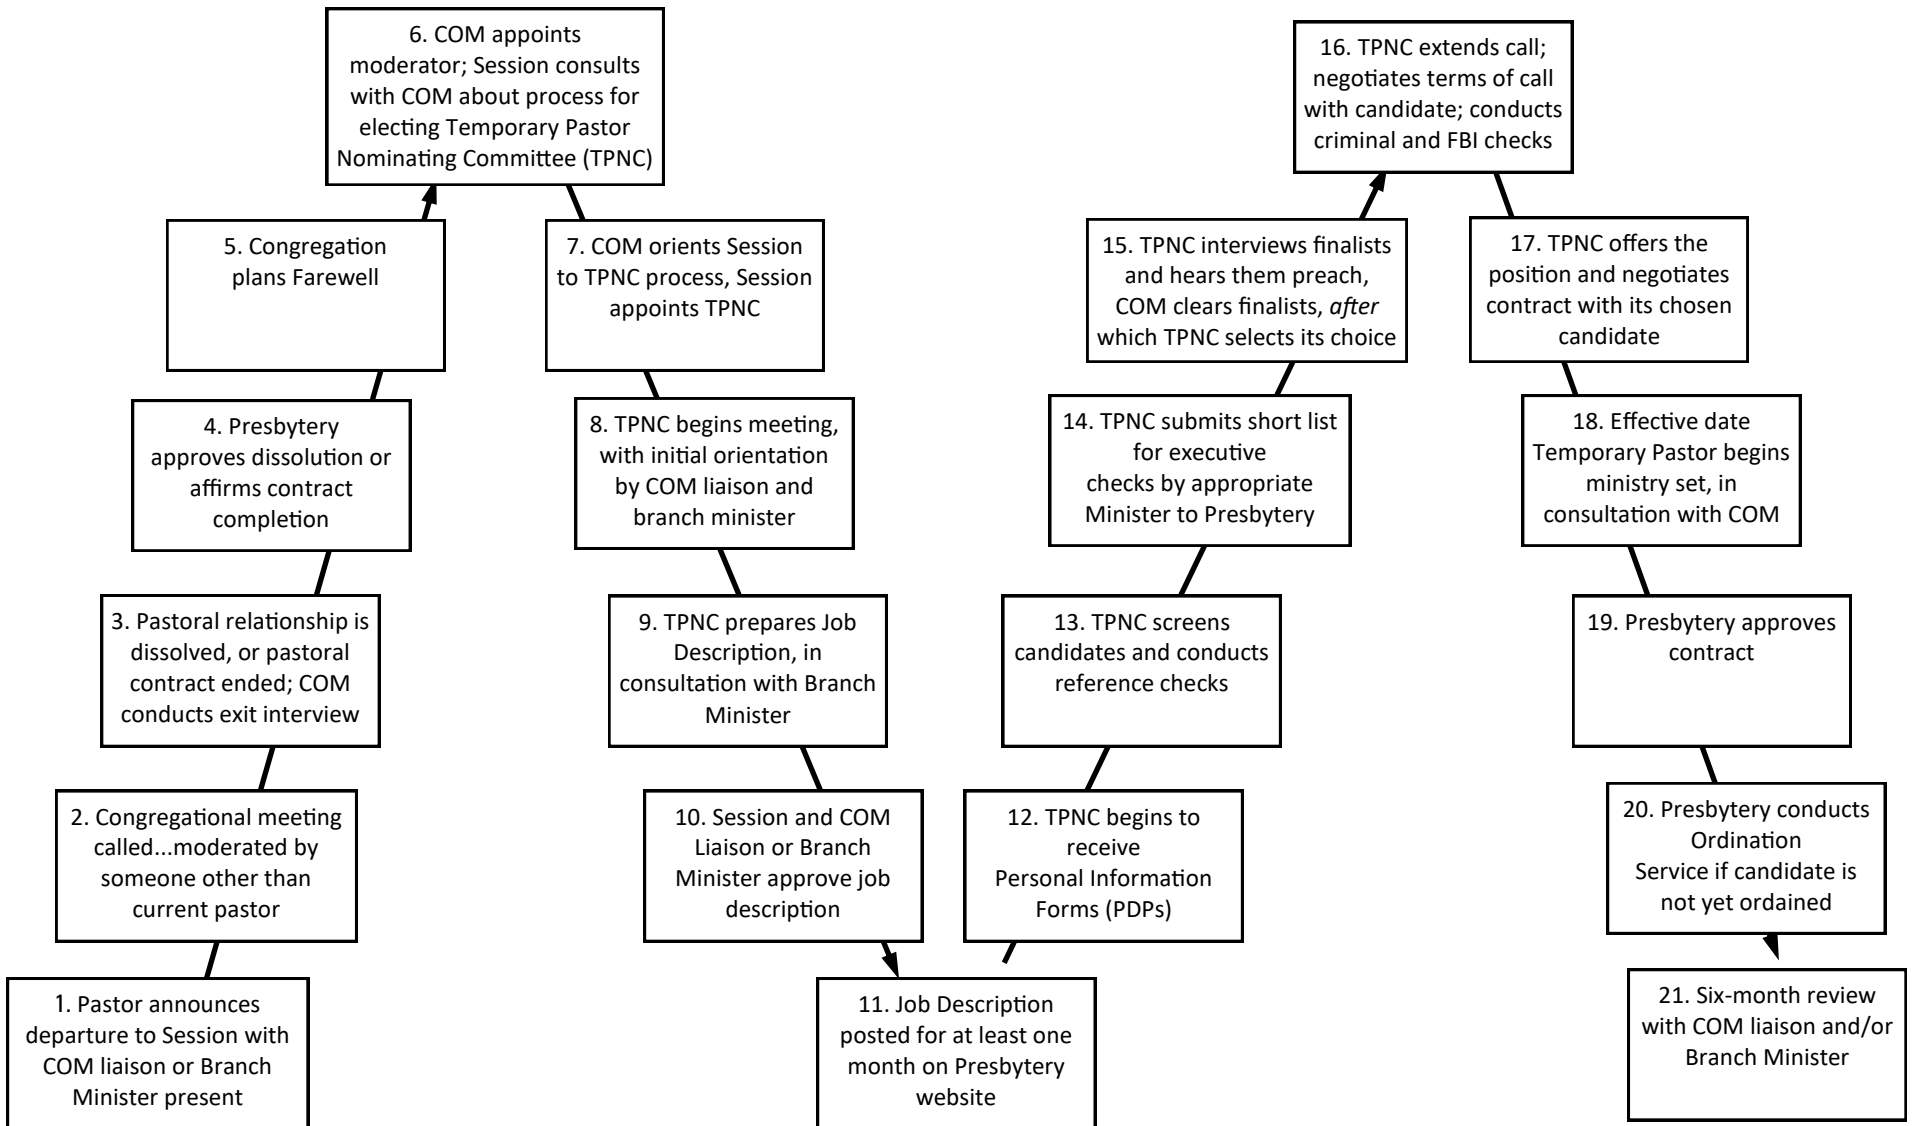 1. Pastor announces
departure to Session with
COM liaison or Branch
Minister present
2. Congregational meeting
called...moderated by
someone other than
current pastor
3. Pastoral relationship is
dissolved, or pastoral
contract ended; COM
conducts exit interview
4. Presbytery
approves dissolution or
affirms contract
completion
5. Congregation
plans Farewell
6. COM appoints
moderator; Session consults
with COM about process for
electing Temporary Pastor
Nominating Committee (TPNC)
7. COM orients Session
to TPNC process, Session
appoints TPNC
8. TPNC begins meeting,
with initial orientation
by COM liaison and
branch minister
9. TPNC prepares Job
Description, in
consultation with Branch
Minister
10. Session and COM
Liaison or Branch
Minister approve job
description
11. Job Description
posted for at least one
month on Presbytery
website
12. TPNC begins to
receive
Personal Information
Forms (PDPs)
13. TPNC screens
candidates and conducts
reference checks
14. TPNC submits short list
for executive
checks by appropriate
Minister to Presbytery
15. TPNC interviews finalists
and hears them preach,
COM clears finalists, after
which TPNC selects its choice
16. TPNC extends call;
negotiates terms of call
with candidate; conducts
criminal and FBI checks
17. TPNC offers the
position and negotiates
contract with its chosen
candidate
18. Effective date
Temporary Pastor begins
ministry set, in
consultation with COM
19. Presbytery approves
contract
20. Presbytery conducts
Ordination
Service if candidate is
not yet ordained
21. Six-month review
with COM liaison and/or
Branch Minister